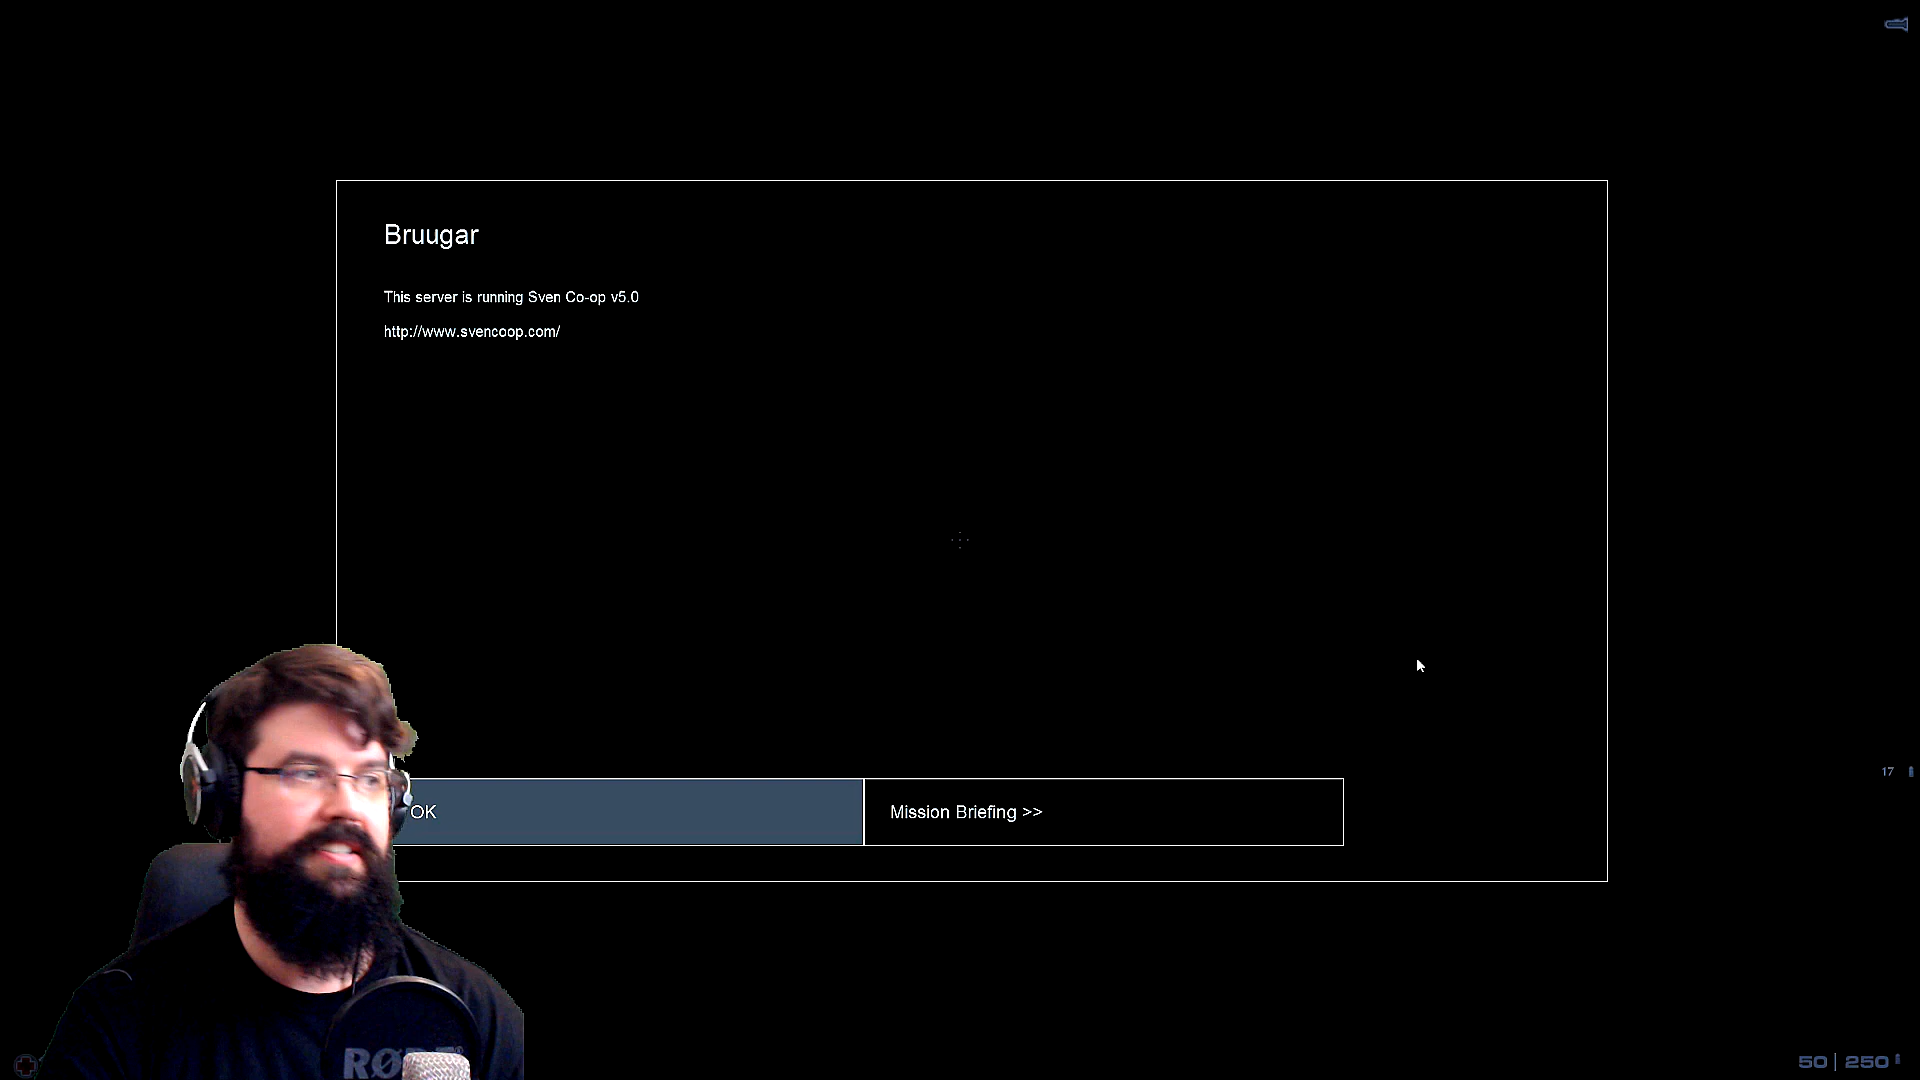 Bruugar
This server is running Sven Co-op v5.0
http://www.svencoop.com/
17
OK
Mission Briefing >>
RØDE
50 | 250